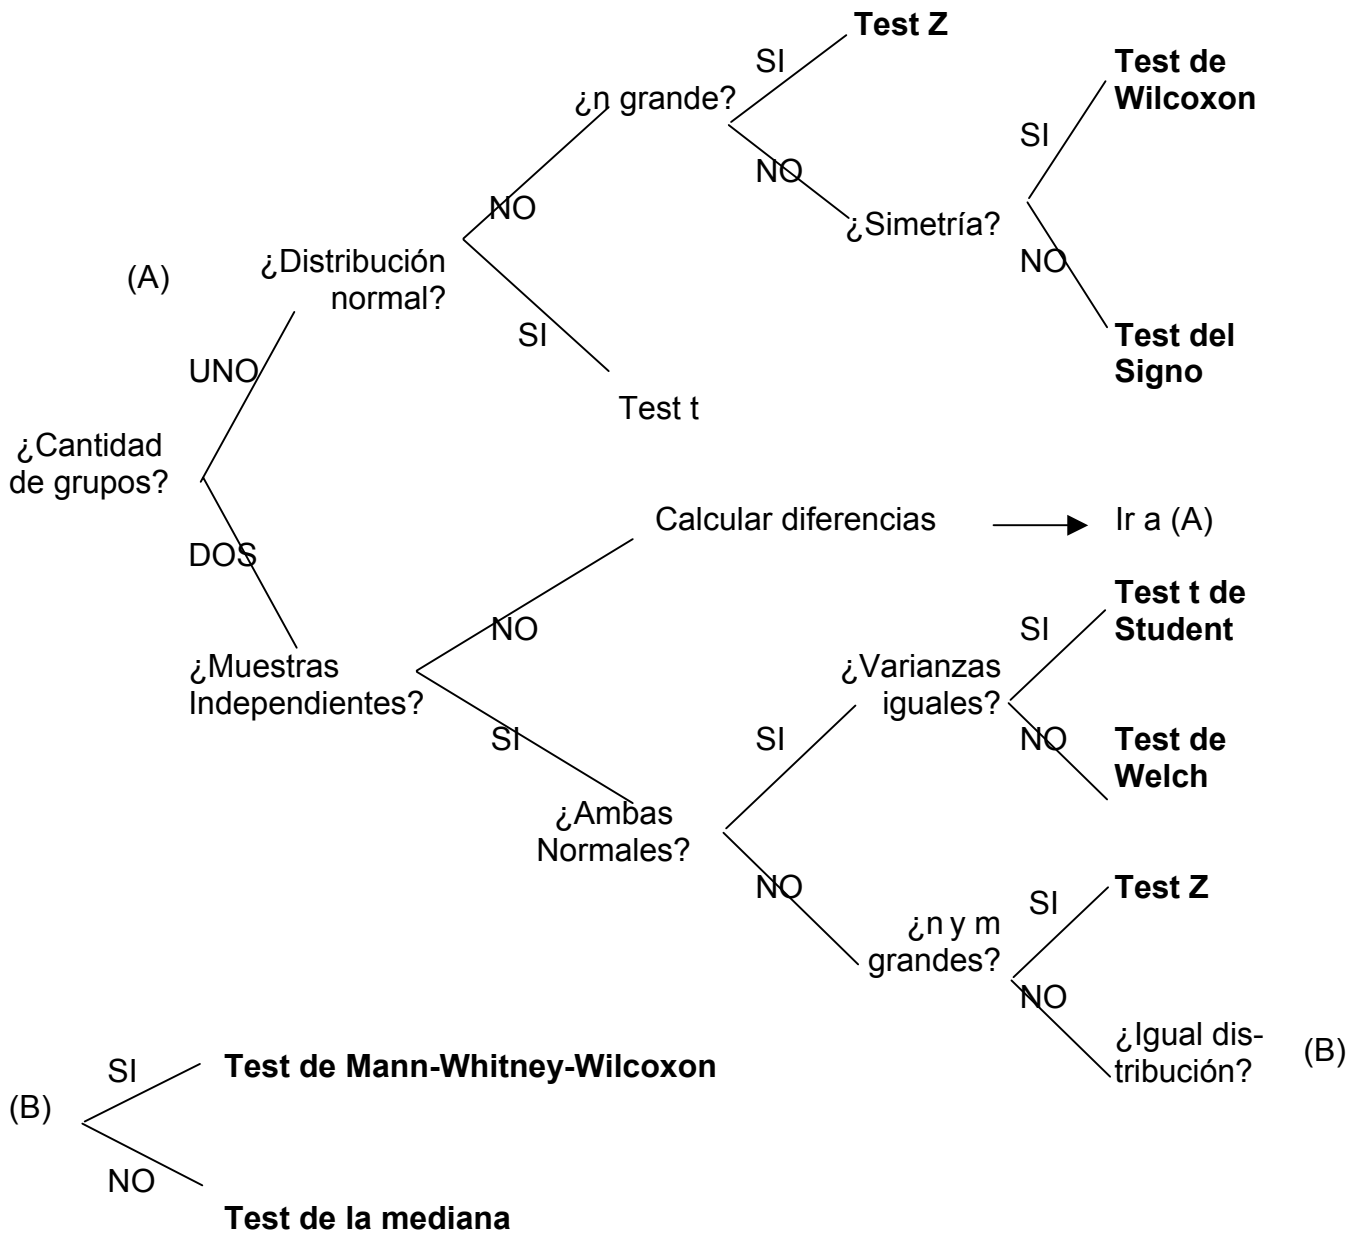 Test Z
SI
Test de
Wilcoxon
¿n grande?
SI
NO
NO
¿Simetría?
(A)
¿Distribución
normal?
NO
SI
Test del
Signo
UNO
Test t
¿Cantidad
de grupos?
Calcular diferencias
Ir a (A)
DOS
Test t de
Student
NO
SI
¿Muestras
Independientes?
¿Varianzas
iguales?
SI
SI
NO
Test de
Welch
¿Ambas
Normales?
NO
SI
Test Z
¿n y m
grandes?
NO
¿Igual dis-
tribución?
(B)
SI
Test de Mann-Whitney-Wilcoxon
(B)
NO
Test de la mediana